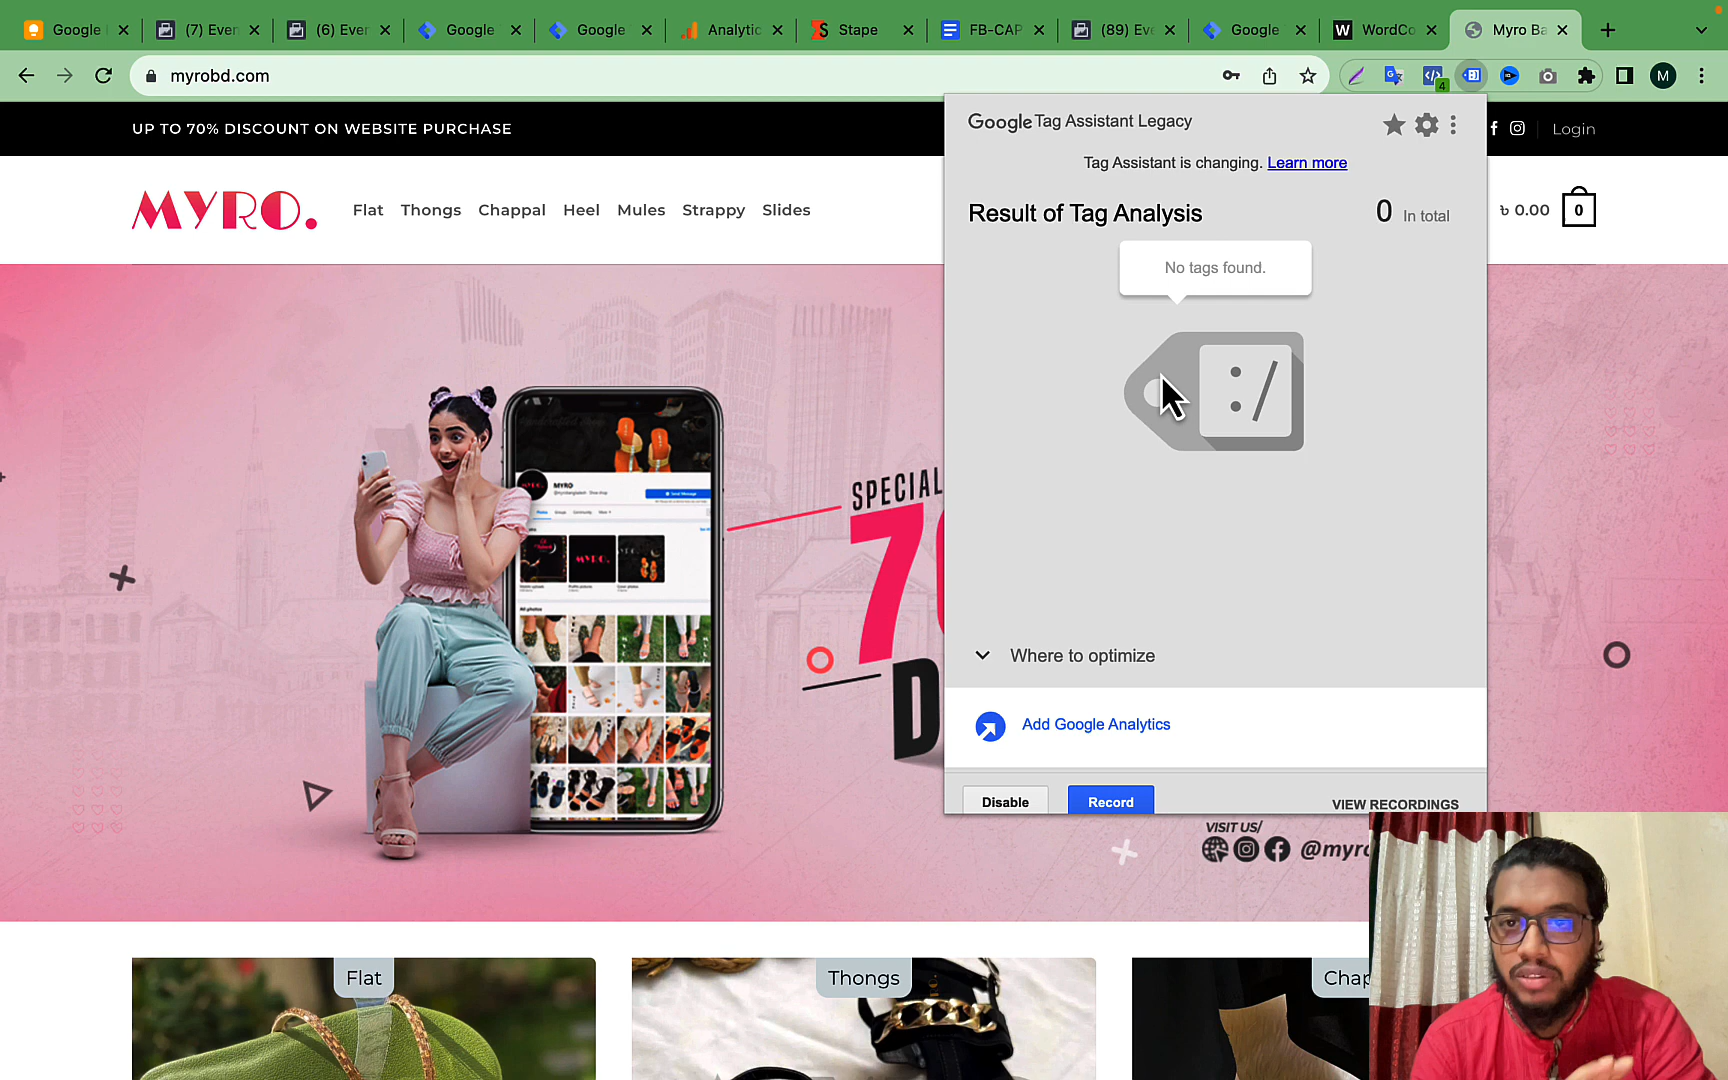 Google
(7) Ever
(6) Ever
Google
Google
Analytic
Stape
FB-CAP
(89) Eve
Google
WordCo
Myro Ba
myrobd.com
4
M
UP TO 70% DISCOUNT ON WEBSITE PURCHASE
Login
MYRO.
Flat
Thongs
Chappal
Heel
Mules
Strappy
Slides
৳ 0.00
0
Google Tag Assistant Legacy
Tag Assistant is changing. Learn more
Result of Tag Analysis
0 In total
No tags found.
:/
Where to optimize
Add Google Analytics
Disable
Record
VIEW RECORDINGS
MYRO
SPECIAL
70
D
VISIT US/
@myro
Flat
Thongs
Chap